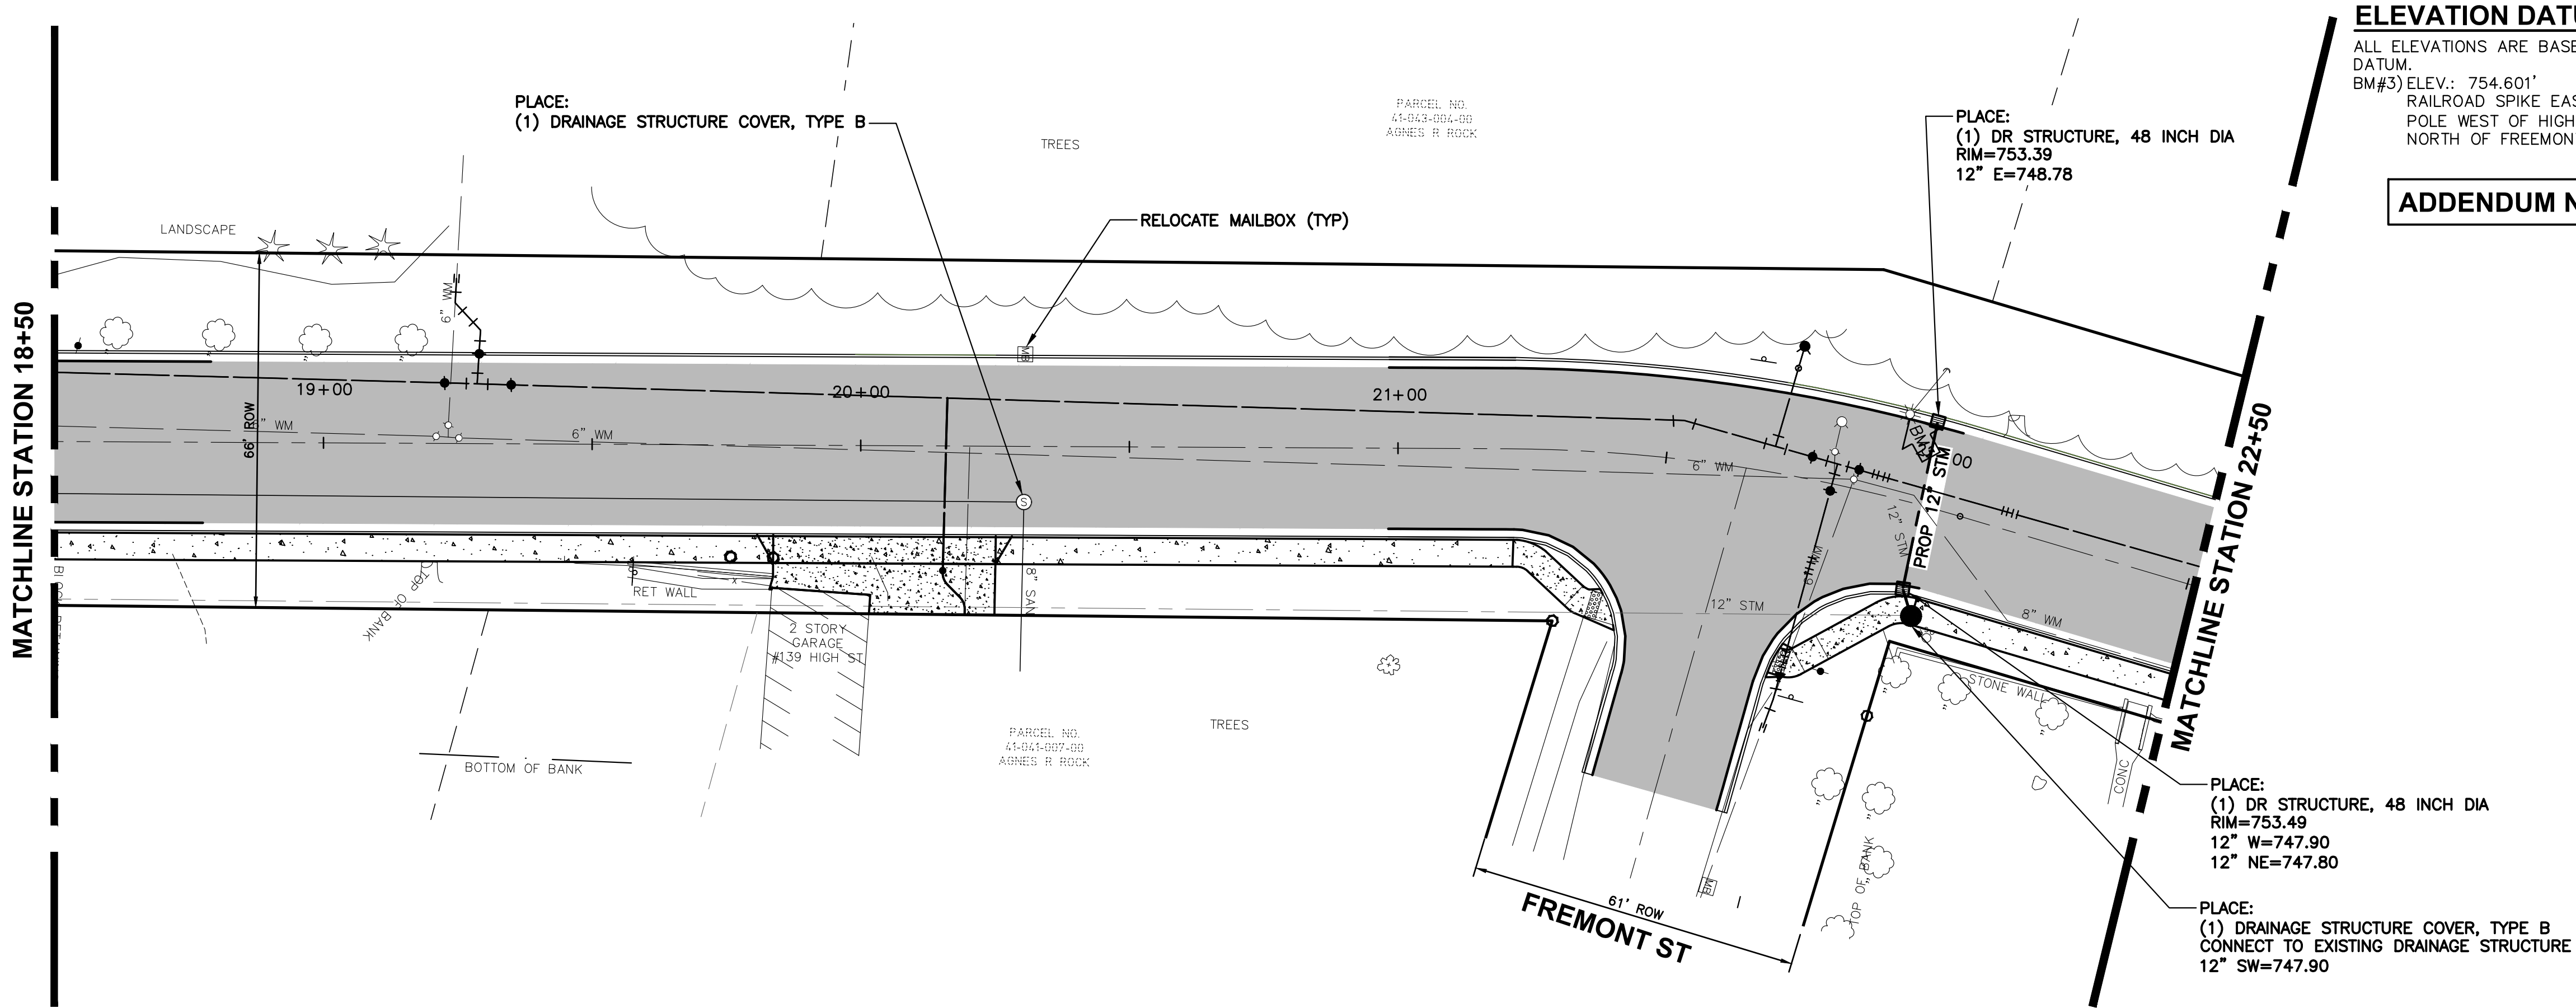 ELEVATION DATU
ALL ELEVATIONS ARE BASE
DATUM.
BM#3) ELEV.: 754.601'
RAILROAD SPIKE EAS
POLE WEST OF HIGH
NORTH OF FREEMON
ADDENDUM N
PLACE:
(1) DRAINAGE STRUCTURE COVER, TYPE B
TREES
PARCEL NO.
41-043-004-00
AGNES R ROCK
PLACE:
(1) DR STRUCTURE, 48 INCH DIA
RIM=753.39
12" E=748.78
RELOCATE MAILBOX (TYP)
LANDSCAPE
MATCHLINE STATION 18+50
66' ROW
6" WM
MB
19+00
20+00
21+00
00
BM
WM
6" WM
6" WM
PROP 12" STM
12" STM
MATCHLINE STATION 22+50
S
6" WM
TOP OF BANK
RET WALL
8" SAN
12" STM
8" WM
2 STORY
GARAGE
#139 HIGH ST
STONE WALL
TREES
PARCEL NO.
41-041-007-00
AGNES R ROCK
BOTTOM OF BANK
CONC
TOP OF BANK
MB
61' ROW
FREMONT ST
PLACE:
(1) DR STRUCTURE, 48 INCH DIA
RIM=753.49
12" W=747.90
12" NE=747.80
PLACE:
(1) DRAINAGE STRUCTURE COVER, TYPE B
CONNECT TO EXISTING DRAINAGE STRUCTURE
12" SW=747.90